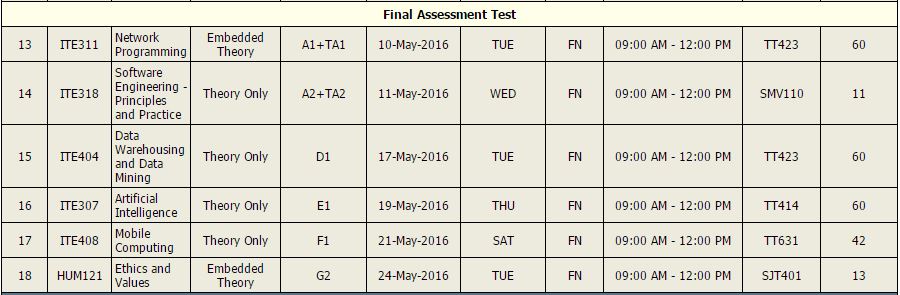 Final Assessment Test
13 ITE311 Network Programming Embedded Theory A1+TA1 10-May-2016 TUE FN 09:00 AM - 12:00 PM TT423 60
14 ITE318 Software Engineering - Principles and Practice Theory Only A2+TA2 11-May-2016 WED FN 09:00 AM - 12:00 PM SMV110 11
15 ITE404 Data Warehousing and Data Mining Theory Only D1 17-May-2016 TUE FN 09:00 AM - 12:00 PM TT423 60
16 ITE307 Artificial Intelligence Theory Only E1 19-May-2016 THU FN 09:00 AM - 12:00 PM TT414 60
17 ITE408 Mobile Computing Theory Only F1 21-May-2016 SAT FN 09:00 AM - 12:00 PM TT631 42
18 HUM121 Ethics and Values Embedded Theory G2 24-May-2016 TUE FN 09:00 AM - 12:00 PM SJT401 13